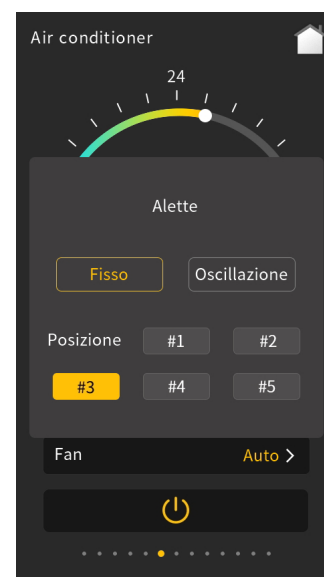 Air conditioner
24
Alette
Fisso Oscillazione
Posizione #1 #2
#3 #4 #5
Fan Auto